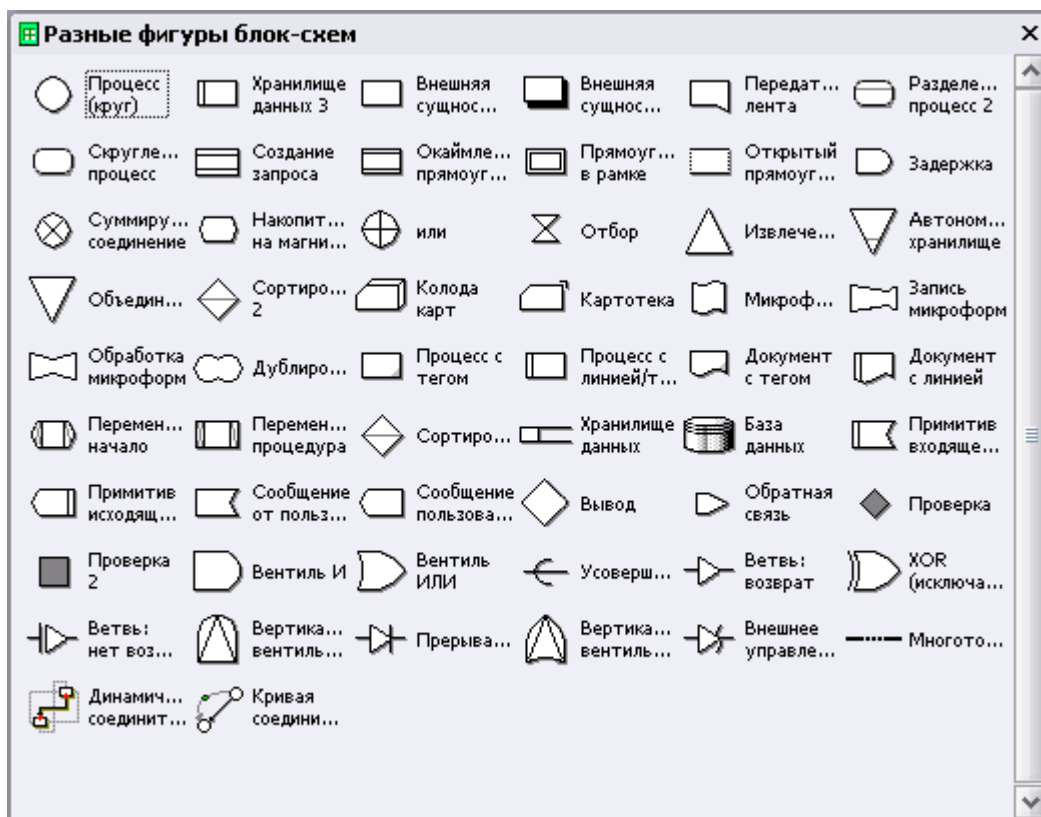 Разные фигуры блок-схем
Процесс
(круг)
Хранилище
данных 3
Внешняя
сущнос...
Внешняя
сущнос...
Передат...
лента
Разделе...
процесс 2
Скругле...
процесс
Создание
запроса
Окаймле...
прямоуг...
Прямоуг...
в рамке
Открытый
прямоуг...
Задержка
Суммиру...
соединение
Накопит...
на магни...
или
Отбор
Извлече...
Автоном...
хранилище
Объедин...
Сортиро...
2
Колода
карт
Картотека
Микроф...
Запись
микроформ
Обработка
микроформ
Дублиро...
Процесс с
тегом
Процесс с
линией/т...
Документ
с тегом
Документ
с линией
Перемен...
начало
Перемен...
процедура
Сортиро...
Хранилище
данных
База
данных
Примитив
входяще...
Примитив
исходящ...
Сообщение
от польз...
Сообщение
пользова...
Вывод
Обратная
связь
Проверка
Проверка
2
Вентиль И
Вентиль
ИЛИ
Усоверш...
Ветвь:
возврат
XOR
(исключа...
Ветвь:
нет воз...
Вертика...
вентиль...
Прерыва...
Вертика...
вентиль...
Внешнее
управле...
Многото...
Динамич...
соединит...
Кривая
соедини...